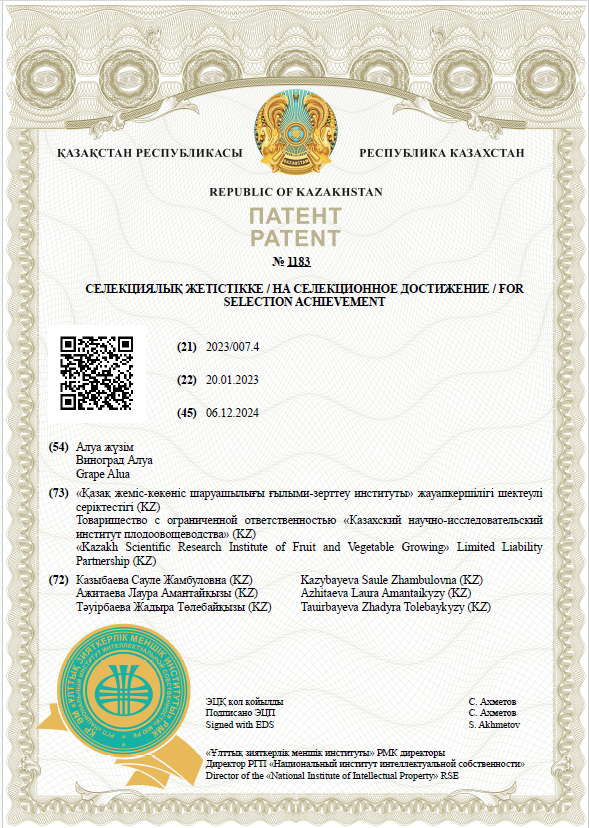 ҚАЗАҚСТАН РЕСПУБЛИКАСЫ
РЕСПУБЛИКА КАЗАХСТАН
REPUBLIC OF KAZAKHSTAN
ПАТЕНТ
PATENT
№ 1183
СЕЛЕКЦИЯЛЫҚ ЖЕТІСТІККЕ / НА СЕЛЕКЦИОННОЕ ДОСТИЖЕНИЕ / FOR
SELECTION ACHIEVEMENT
(21) 2023/007.4
(22) 20.01.2023
(45) 06.12.2024
(54) Алуа жүзім
Виноград Алуа
Grape Alua
(73) «Қазақ жеміс-көкөніс шаруашылығы ғылыми-зерттеу институты» жауапкершілігі шектеулі
серіктестігі (KZ)
Товарищество с ограниченной ответственностью «Казахский научно-исследовательский
институт плодоовощеводства» (KZ)
«Kazakh Scientific Research Institute of Fruit and Vegetable Growing» Limited Liability
Partnership (KZ)
(72) Казыбаева Сауле Жамбуловна (KZ) Kazybayeva Saule Zhambulovna (KZ)
Ажитаева Лаура Амантайқызы (KZ) Azhitaeva Laura Amantaikyzy (KZ)
Тәуірбаева Жадыра Төлебайқызы (KZ) Tauirbayeva Zhadyra Tolebaykyzy (KZ)
ЭЦҚ қол қойылды С. Ахметов
Подписано ЭЦП С. Ахметов
Signed with EDS S. Akhmetov
«Ұлттық зияткерлік меншік институты» РМК директоры
Директор РГП «Национальный институт интеллектуальной собственности»
Director of the «National Institute of Intellectual Property» RSE